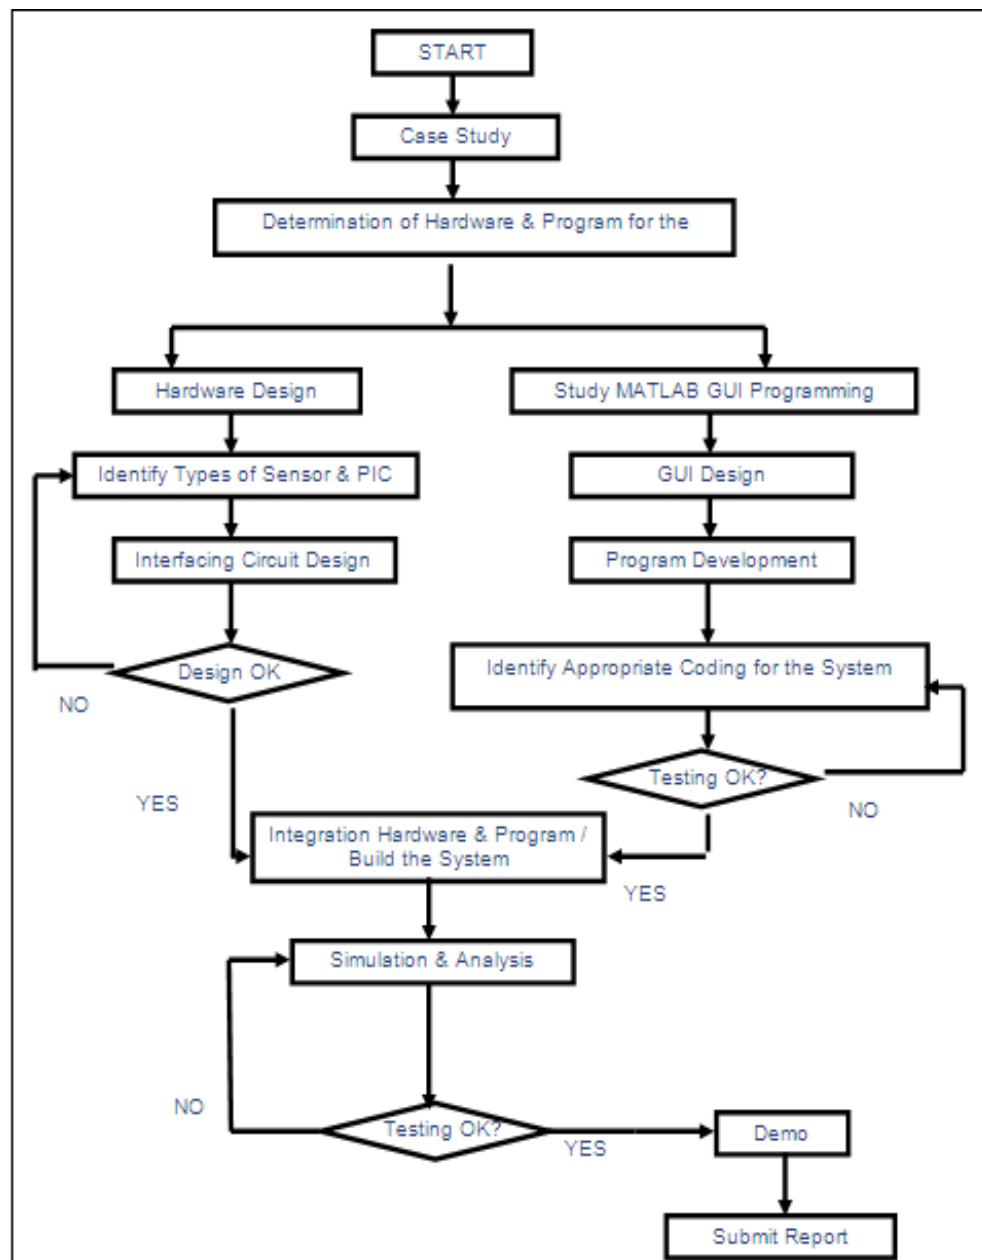 START
Case Study
Determination of Hardware & Program for the
Hardware Design
Study MATLAB GUI Programming
Identify Types of Sensor & PIC
GUI Design
Interfacing Circuit Design
Program Development
Design OK
Identify Appropriate Coding for the System
NO
Testing OK?
YES
NO
Integration Hardware & Program /
Build the System
YES
Simulation & Analysis
NO
Testing OK?
YES
Demo
Submit Report